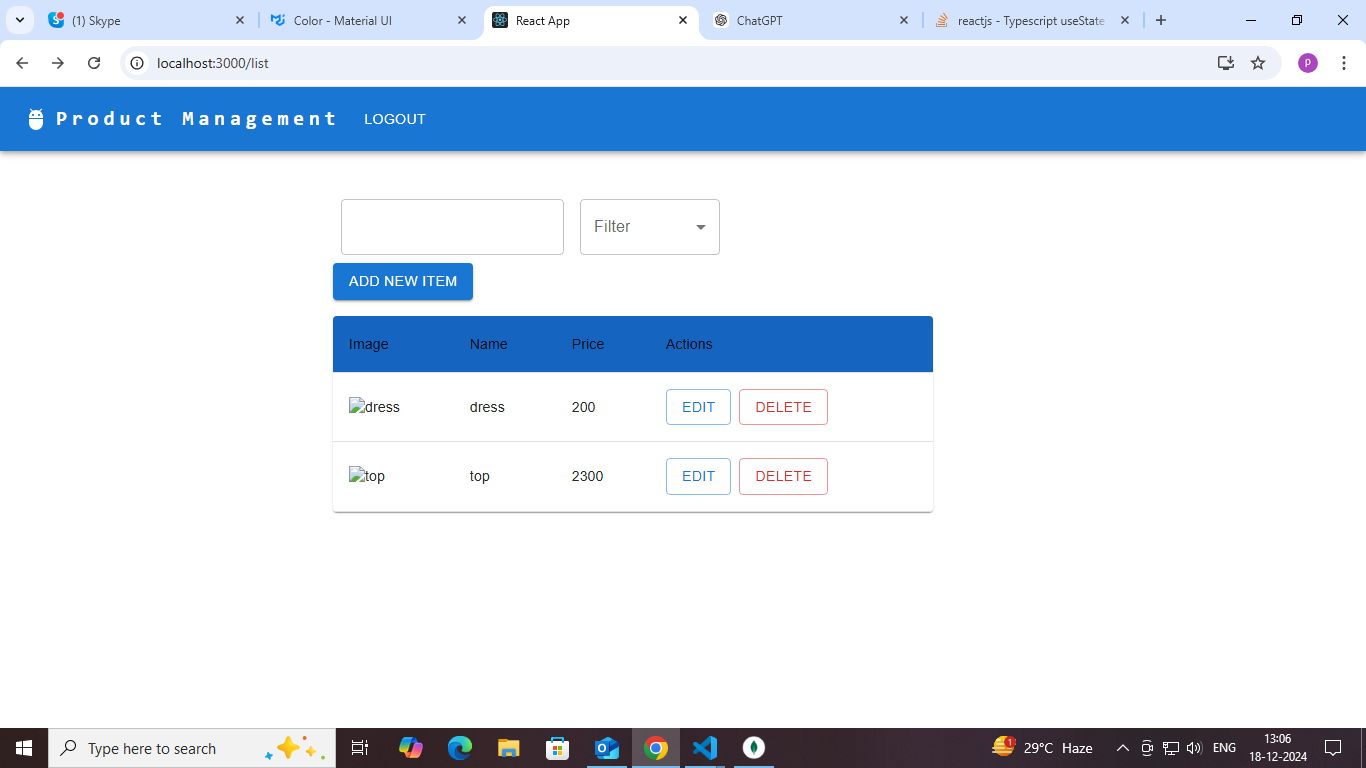 (1) Skype
Color - Material UI
React App
ChatGPT
reactjs - Typescript useState
localhost:3000/list
P
Product Management
LOGOUT
Filter
ADD NEW ITEM
Image Name Price Actions
dress dress 200 EDIT DELETE
top top 2300 EDIT DELETE
Type here to search
1
29°C Haze
ENG
13:06
18-12-2024